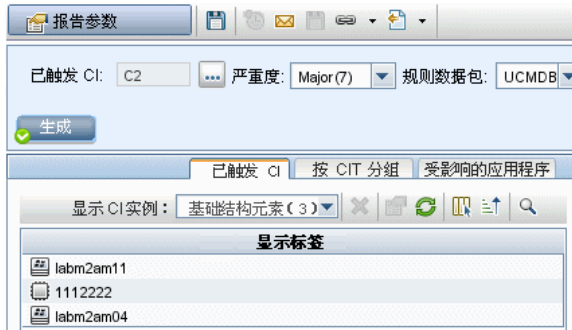 报告参数
已触发 CI: C2 ... 严重度: Major (7) 规则数据包: UCMDB
生成
已触发 CI 按 CIT 分组 受影响的应用程序
显示 CI 实例: 基础结构元素 (3)
显示标签
labm2am11
1112222
labm2am04